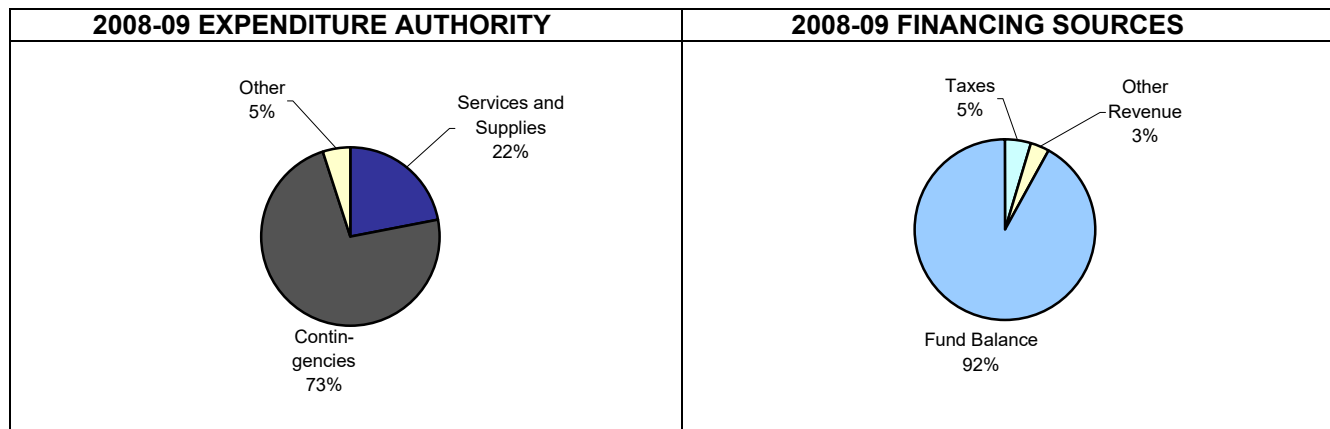 2008-09 EXPENDITURE AUTHORITY
Other
5%
Services and
Supplies
22%
Contin-
gencies
73%
2008-09 FINANCING SOURCES
Taxes
5%
Other
Revenue
3%
Fund Balance
92%